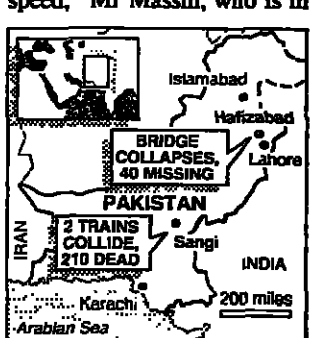 speed," Mr Massih, who is in
Islamabad
Hafizabad
BRIDGE
COLLAPSES,
40 MISSING
Lahore
PAKISTAN
IRAN
2 TRAINS
COLLIDE,
210 DEAD
Sangi
INDIA
Karachi
200 miles
Arabian Sea